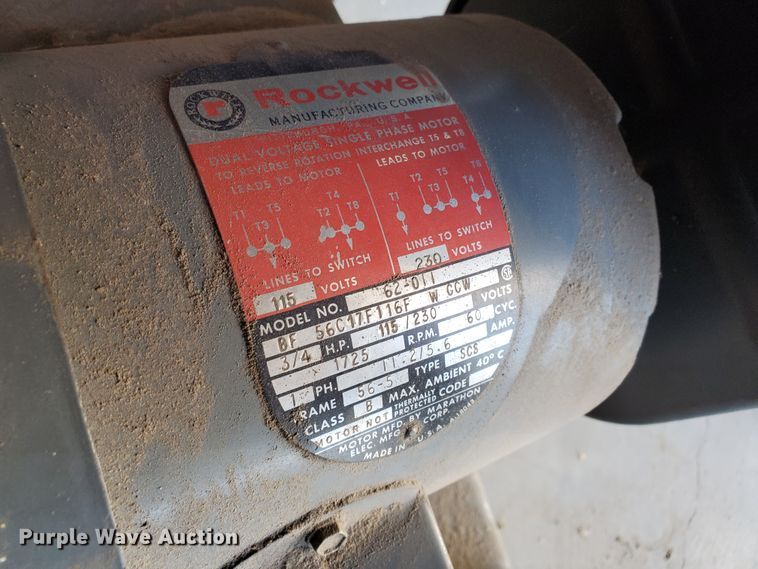 ROCKWELL
r Rockwell
MANUFACTURING COMPANY
U.S.A.
DUAL VOLTAGE SINGLE PHASE MOTOR
TO REVERSE ROTATION INTERCHANGE T5 & T8
LEADS TO MOTOR
LEADS TO MOTOR
T1 T5 T3 T4 T2 T8
T1 T2 T5 T3 T8 T4
LINES TO SWITCH
115 VOLTS
LINES TO SWITCH
230 VOLTS
MODEL NO. 62-011
BF 56C17F116F W CCW
3/4 H.P. 115/230 VOLTS
1725 R.P.M. 60 CYC.
1 PH. 11.2/5.6 AMP.
FRAME 56-5 TYPE SCS
CLASS B MAX. AMBIENT 40° C
MOTOR NOT THERMALLY PROTECTED CODE
MOTOR MFD. BY MARATHON
ELEC. MFG. CORP.
MADE IN U.S.A.
Purple Wave Auction